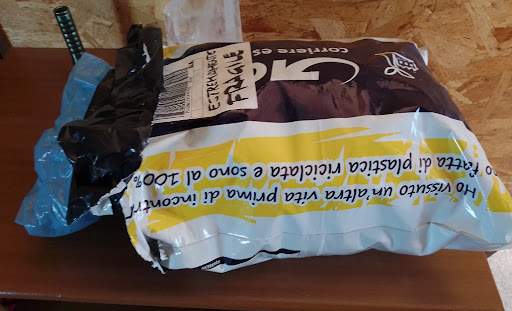 ESTREMAMENTE
FRAGILE
corriere es
Ho vissuto un'altra vita prima di incontr
fatta di plastica riciclata e sono al 100%